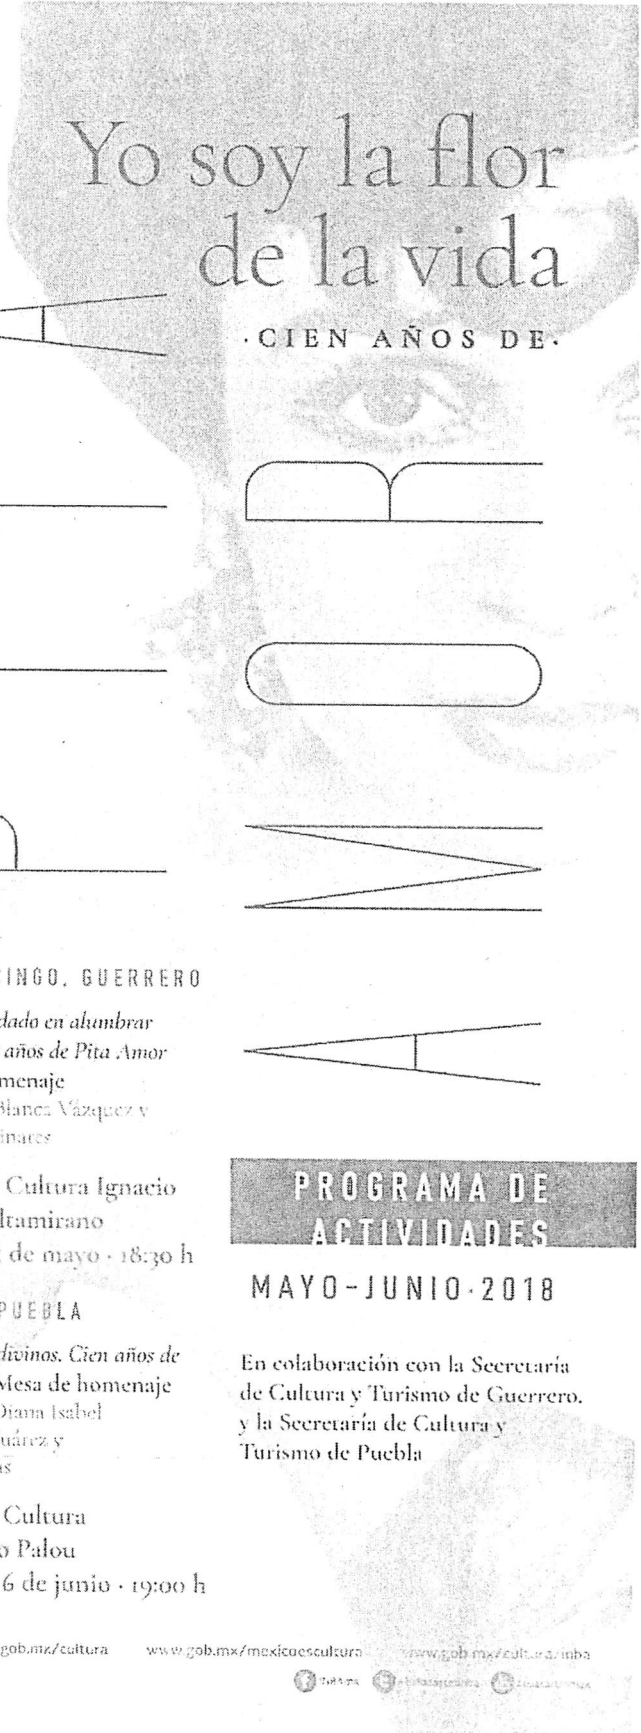 Yo soy la flor
de la vida
·CIEN AÑOS DE·
A
P
R
O
M
A
INGO, GUERRERO
dado en alumbrar
años de Pita Amor
menaje
Blanca Vázquez y
inares
Cultura Ignacio
ltamirano
de mayo · 18:30 h
PUEBLA
divinos. Cien años de
Mesa de homenaje
Diana Isabel
uárez y
as
Cultura
o Palou
6 de junio · 19:00 h
PROGRAMA DE
ACTIVIDADES
MAYO-JUNIO·2018
En colaboración con la Secretaría
de Cultura y Turismo de Guerrero,
y la Secretaría de Cultura y
Turismo de Puebla
gob.mx/cultura www.gob.mx/mexicoescultura www.gob.mx/cultura/inba